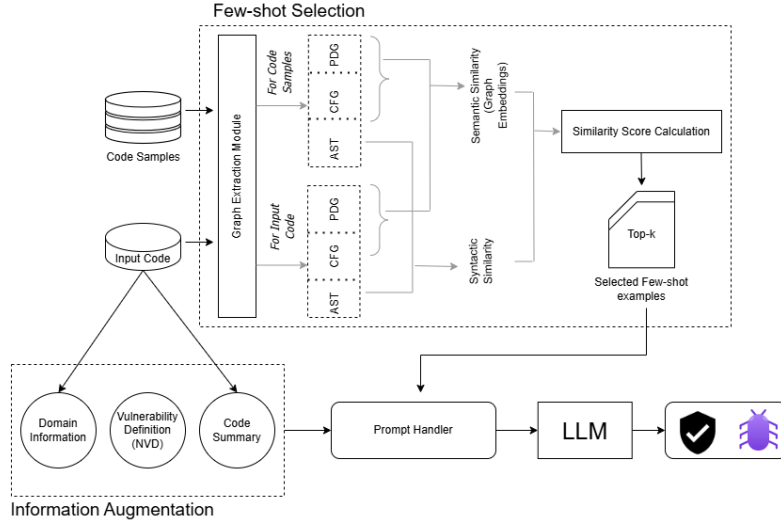 Few-shot Selection
Code Samples
Input Code
Graph Extraction Module
For Code
Samples
PDG
CFG
AST
For Input
Code
PDG
CFG
AST
Semantic Similarity
(Graph
Embeddings)
Syntactic
Similarity
Similarity Score Calculation
Top-k
Selected Few-shot
examples
Domain
Information
Vulnerability
Definition
(NVD)
Code
Summary
Prompt Handler
LLM
Information Augmentation